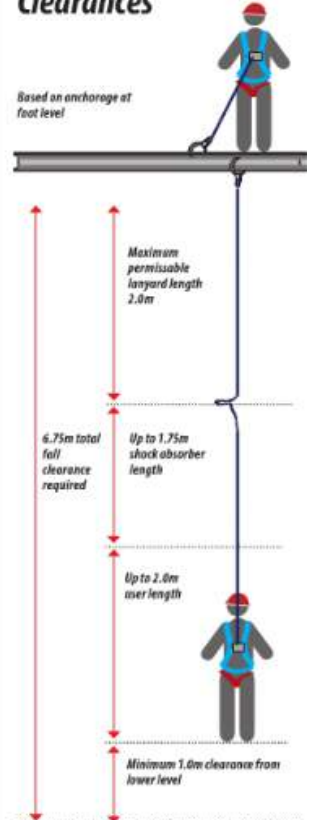 Clearances
Based on anchorage at
foot level
Maximum
permissable
lanyard length
2.0m
6.75m total
fall
clearance
required
Up to 1.75m
shock absorber
length
Up to 2.0m
user length
Minimum 1.0m clearance from
lower level